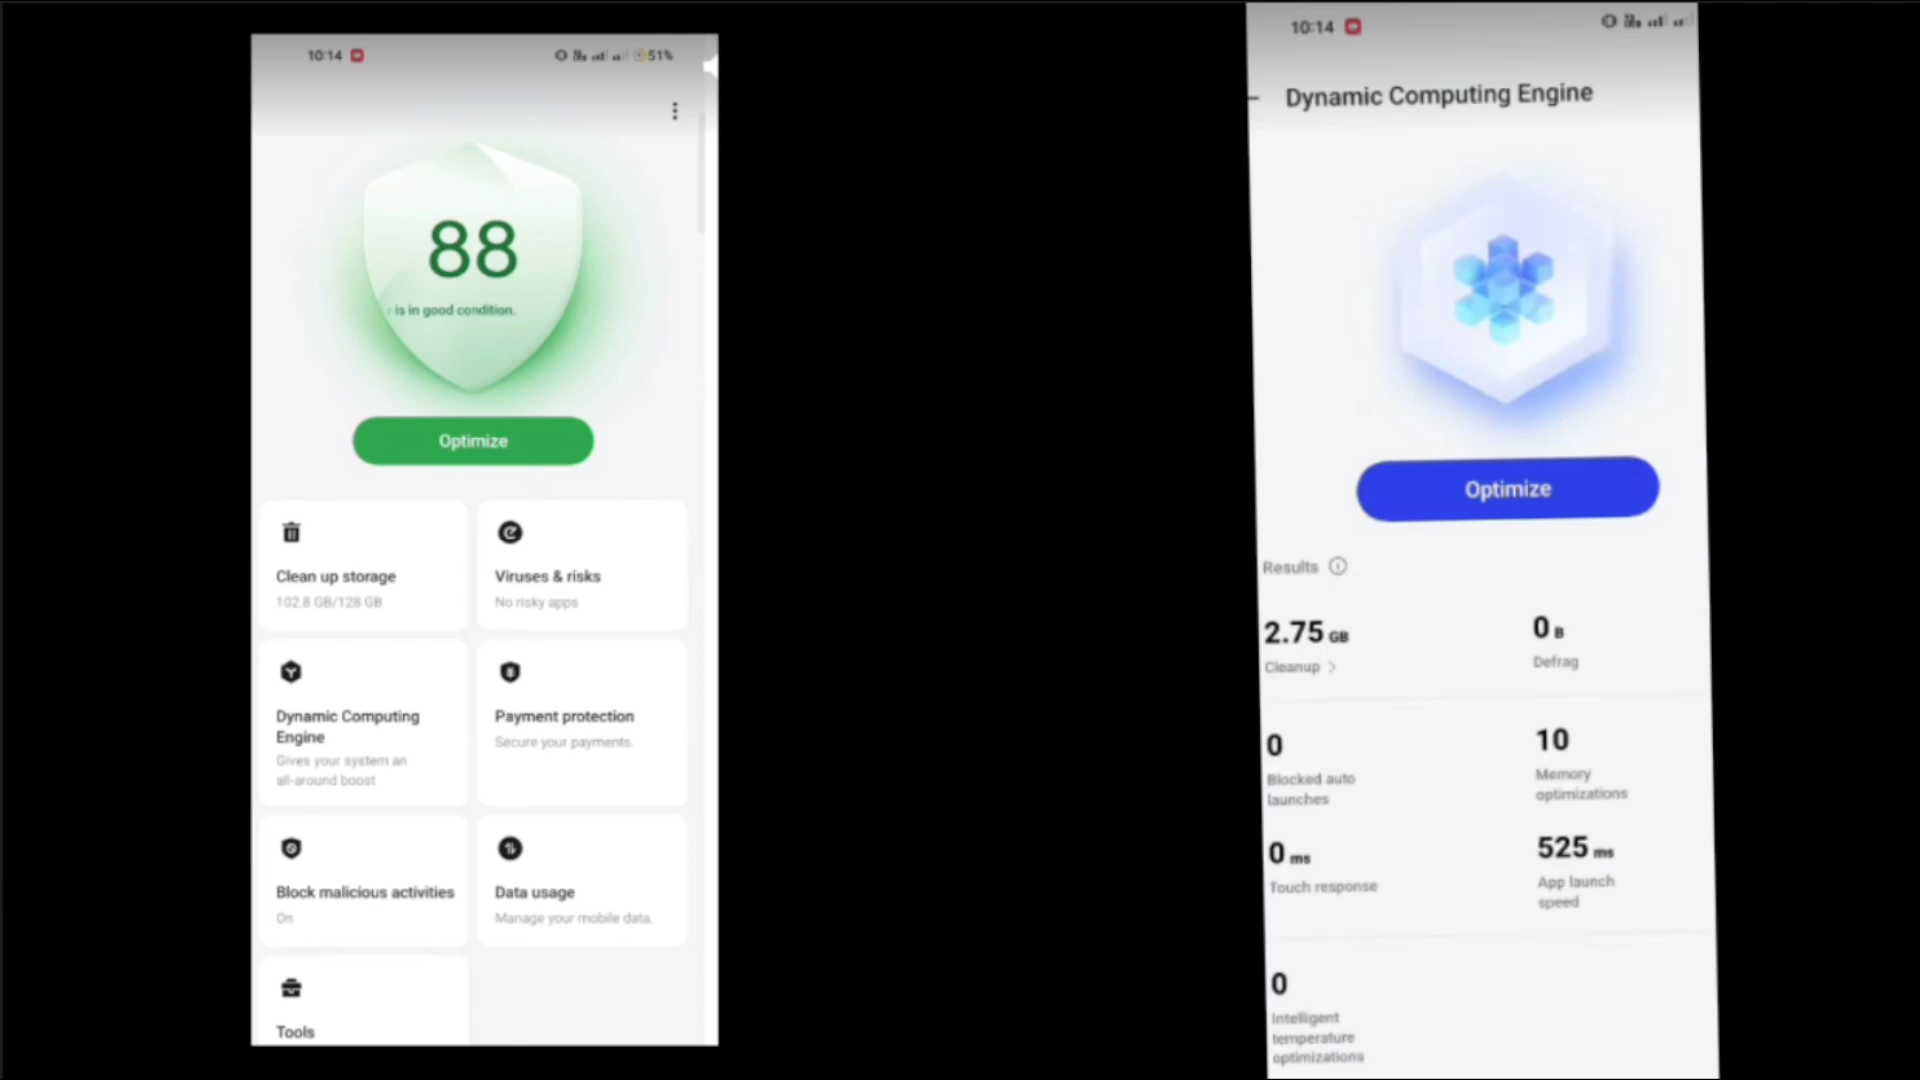 10:14
51%
88
is in good condition.
Optimize
Clean up storage
102.8 GB/128 GB
Viruses & risks
No risky apps
Dynamic Computing
Engine
Gives your system an
all-around boost
Payment protection
Secure your payments.
Block malicious activities
On
Data usage
Manage your mobile data.
Tools
10:14
Dynamic Computing Engine
Optimize
Results
2.75 GB
Cleanup >
0 B
Defrag
0
Blocked auto
launches
10
Memory
optimizations
0 ms
Touch response
525 ms
App launch
speed
0
Intelligent
temperature
optimizations